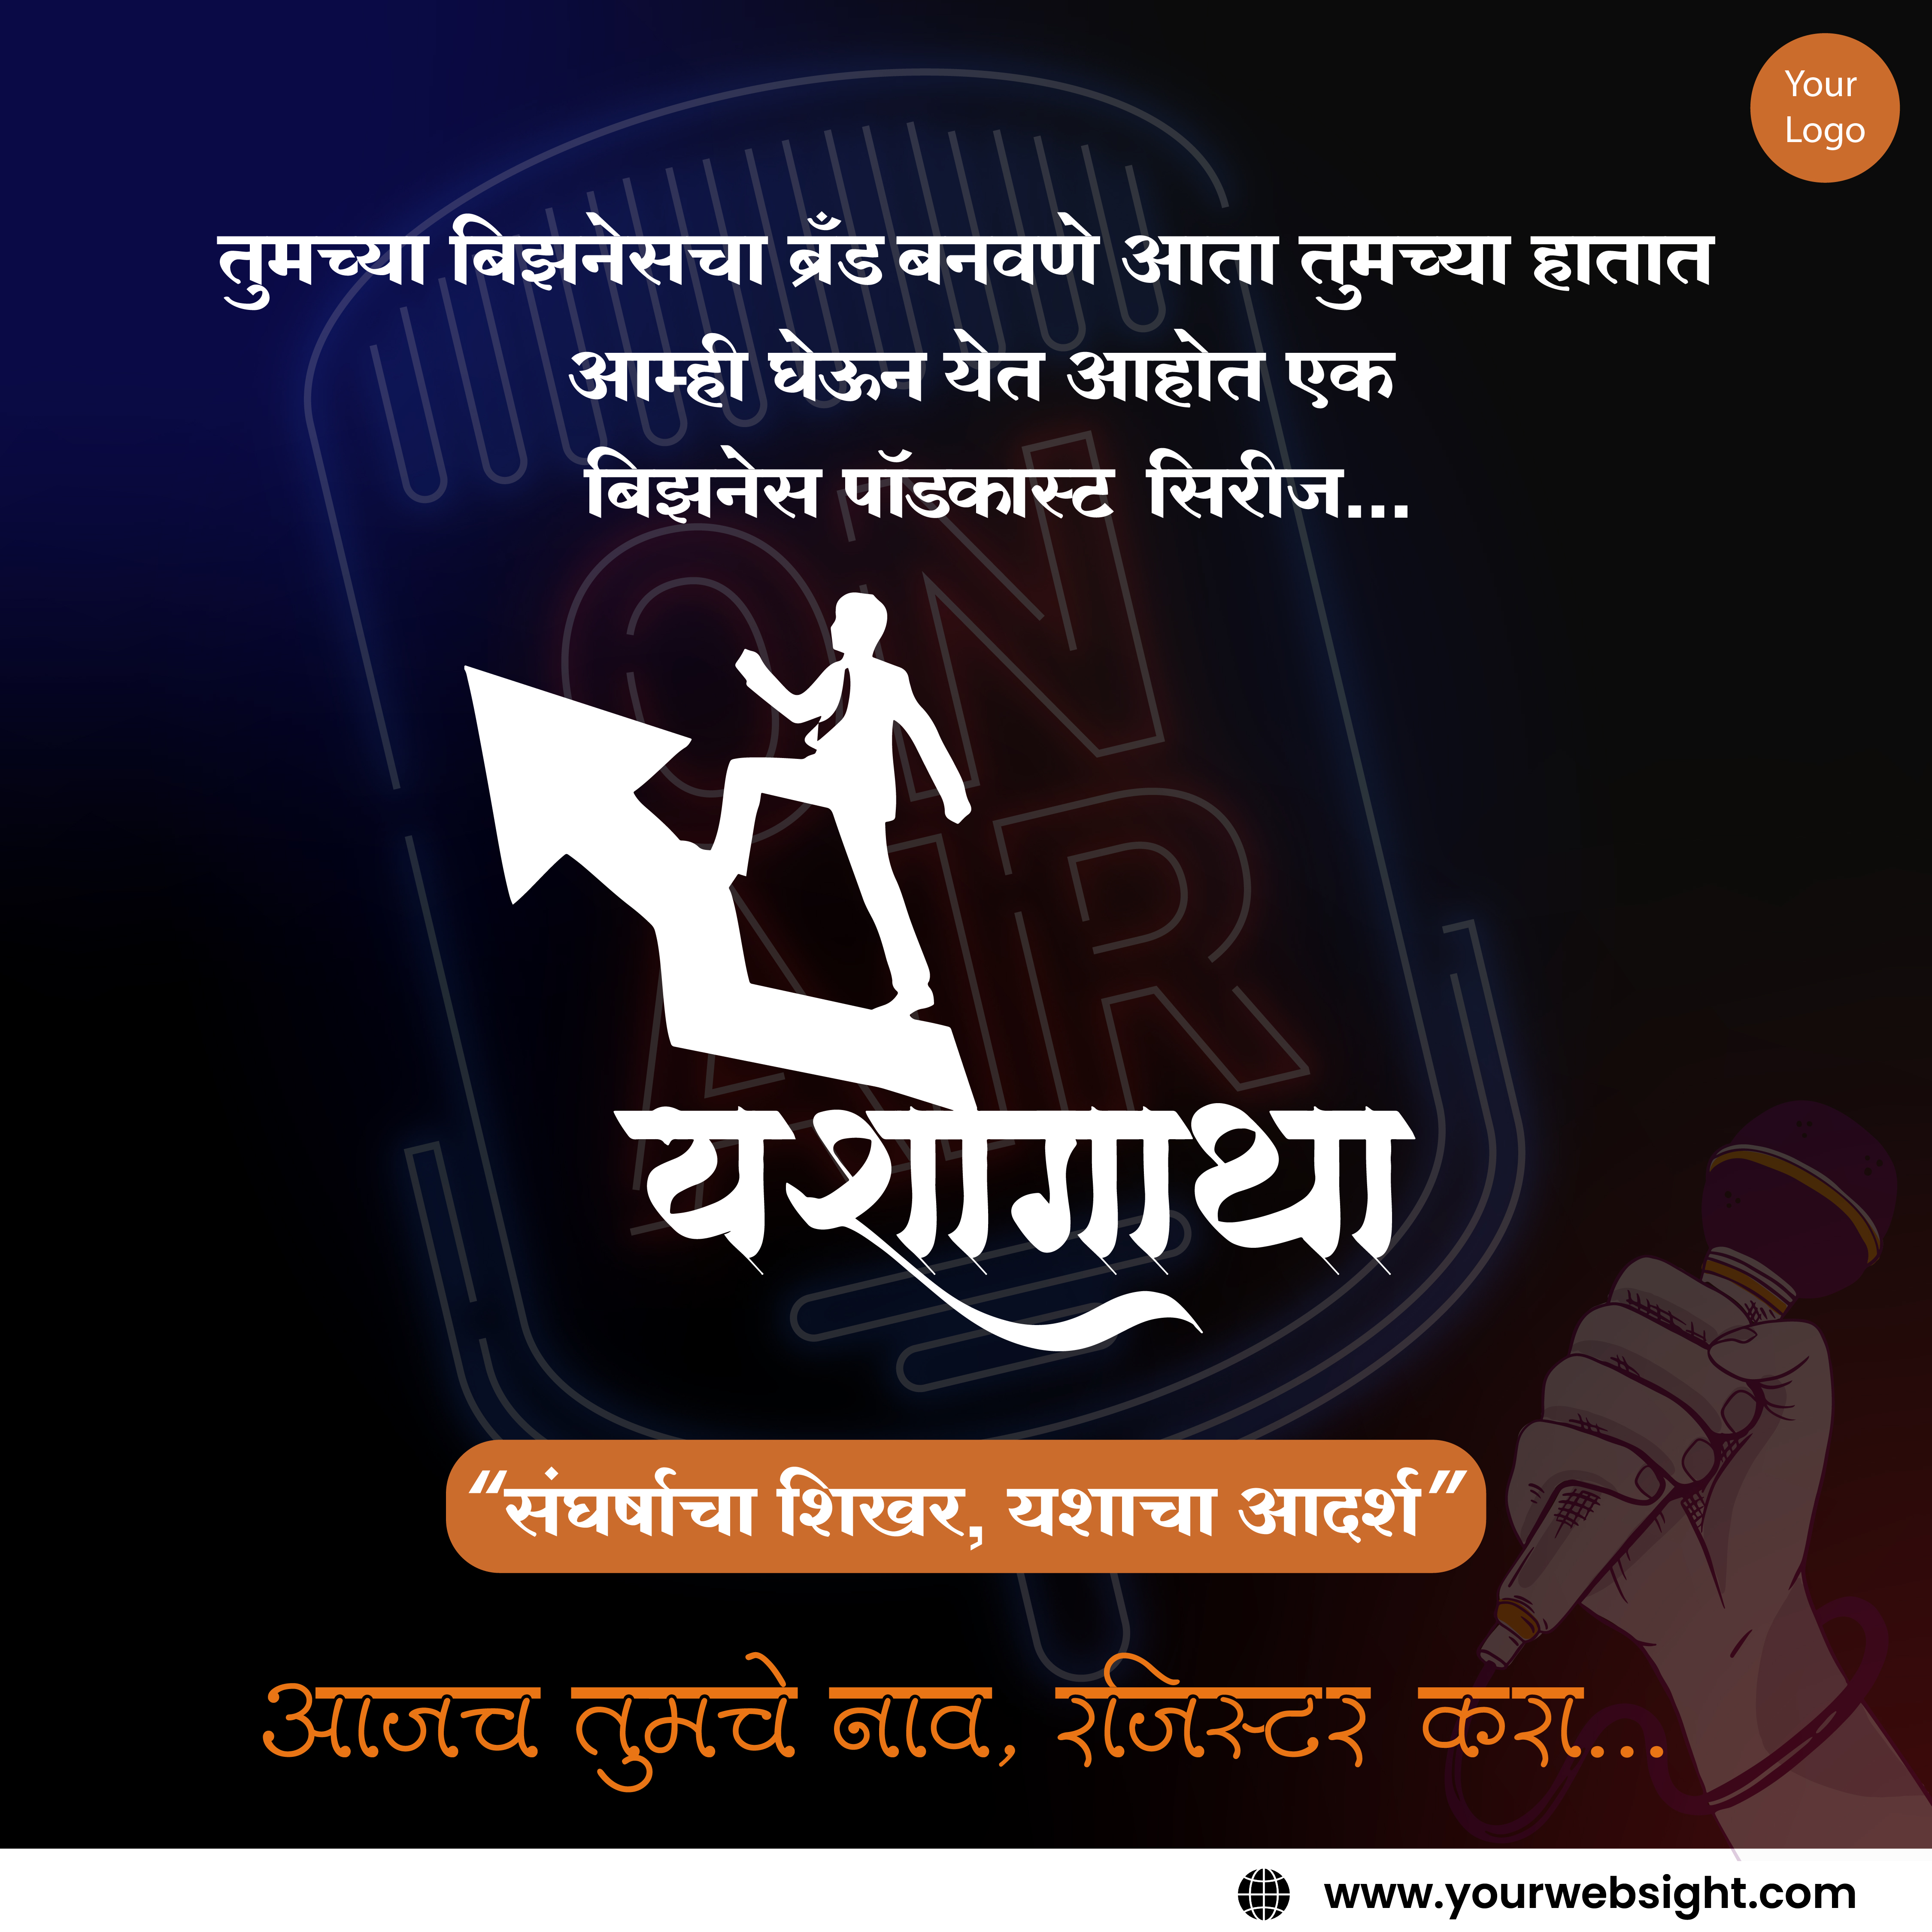 Your
Logo
तुमच्या बिझनेसचा ब्रँड बनवणे आता तुमच्या हातात
आम्ही घेऊन येत आहोत एक
बिझनेस पॉडकास्ट सिरीज...
ON
AIR
यशागाथा
“संघर्षाचा शिखर, यशाचा आदर्श”
आजच तुमचे नाव, रजिस्टर करा...
www.yourwebsight.com